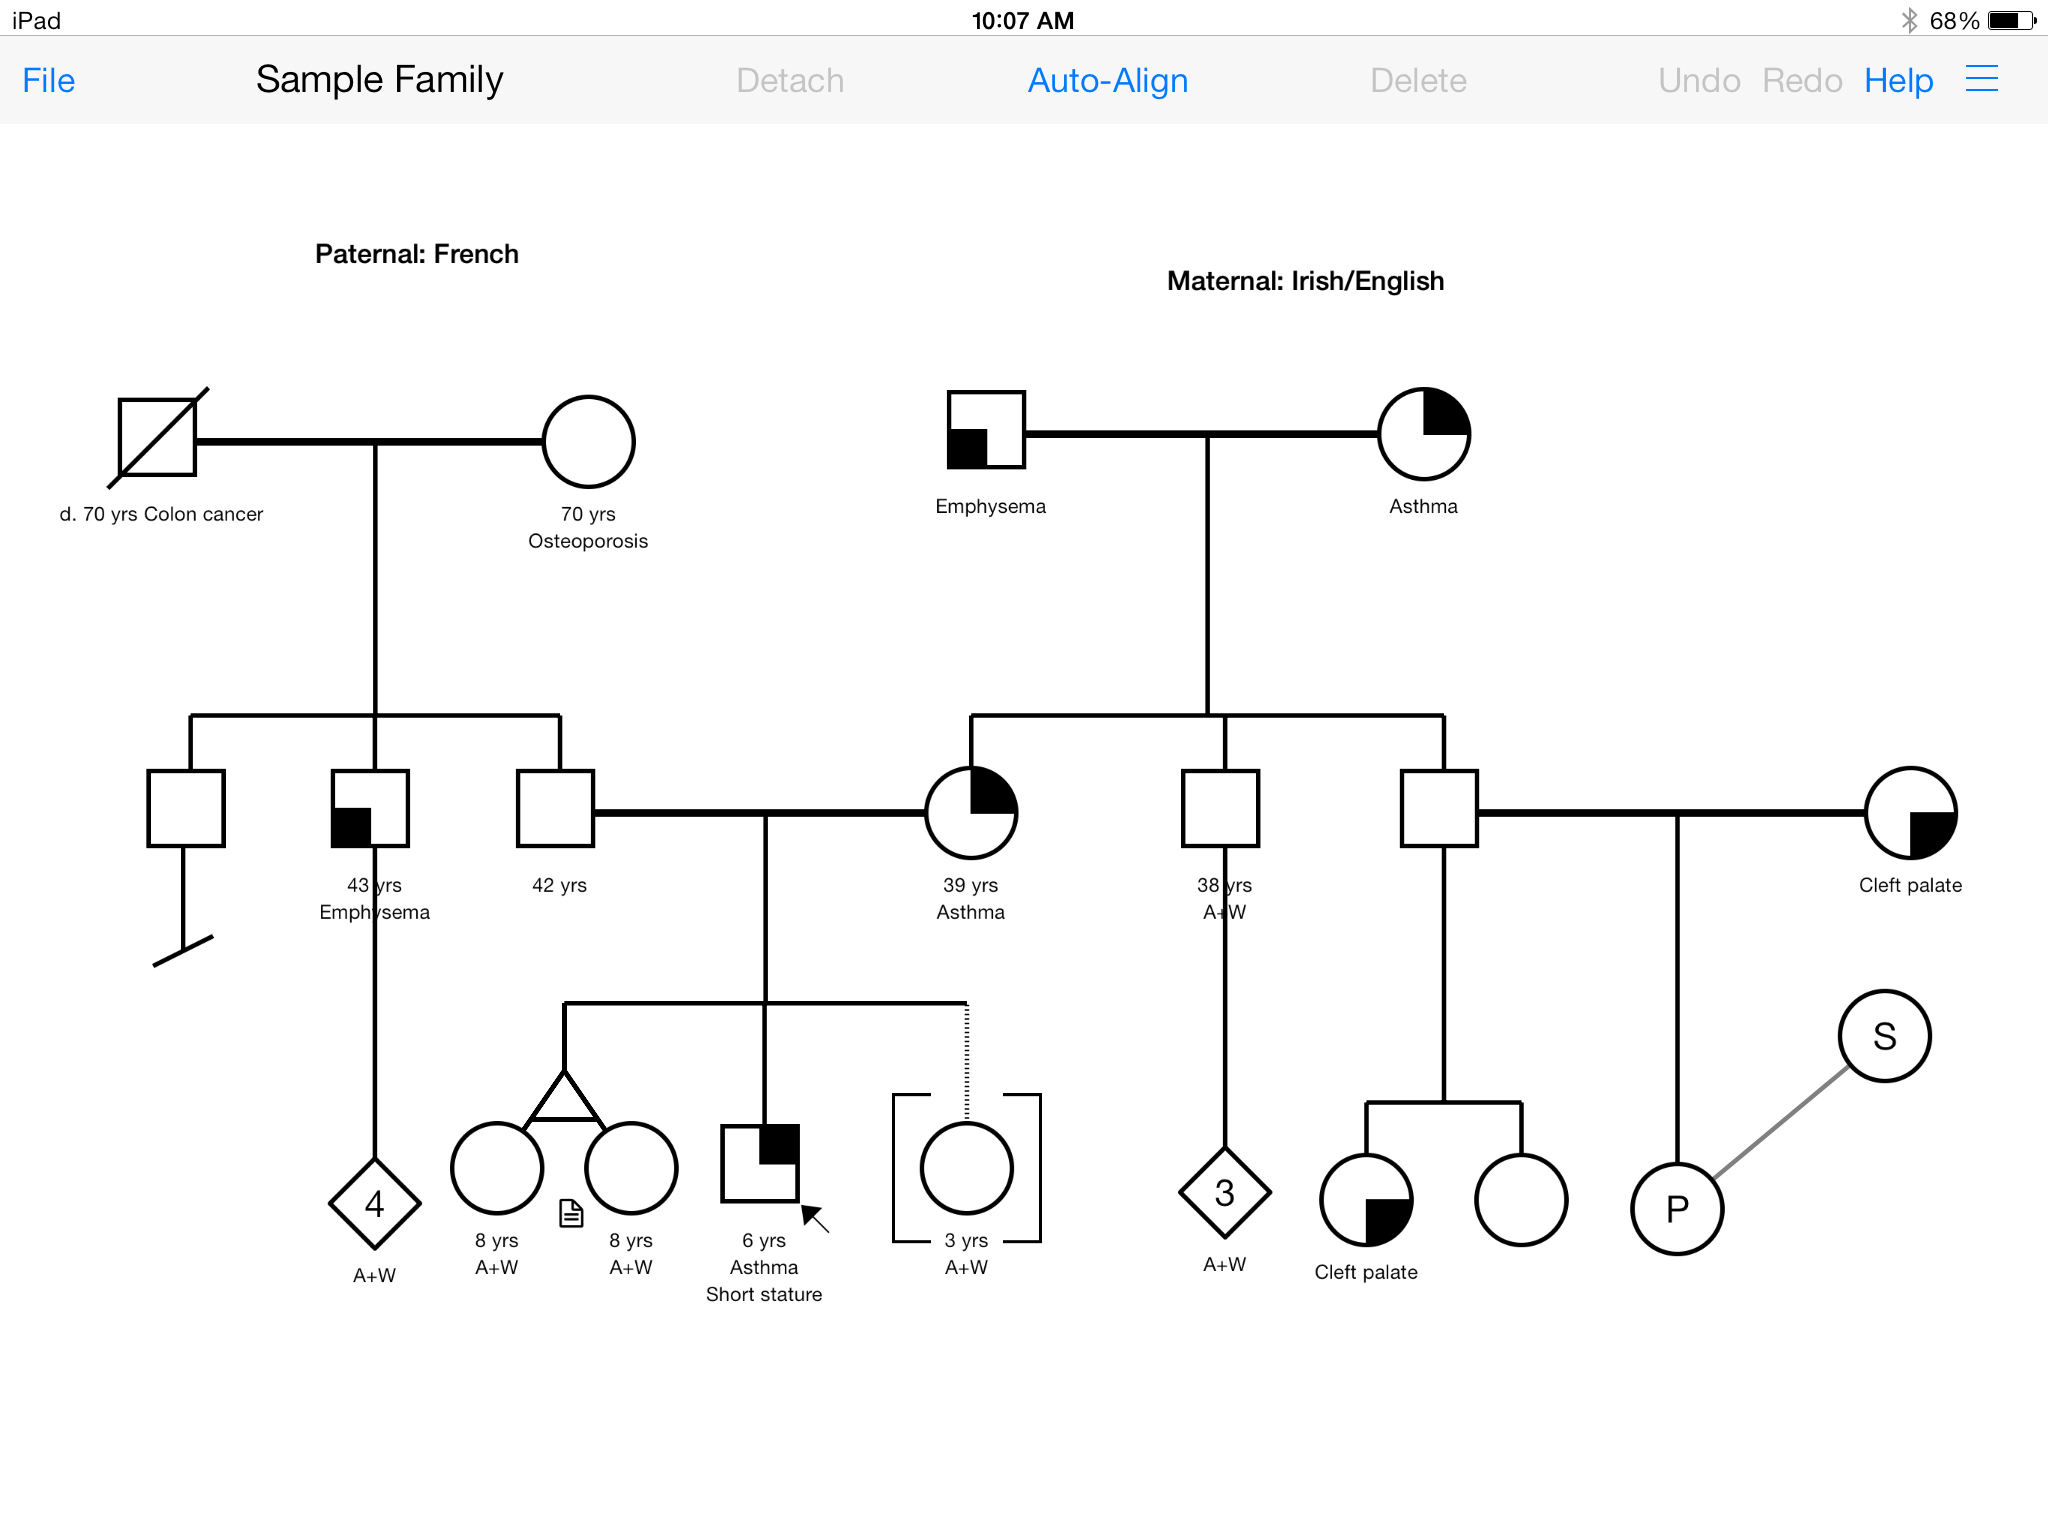 iPad
10:07 AM
68%
File
Sample Family
Detach
Auto-Align
Delete
Undo
Redo
Help
Paternal: French
Maternal: Irish/English
d. 70 yrs Colon cancer
70 yrs
Osteoporosis
Emphysema
Asthma
43 yrs
Emphysema
42 yrs
39 yrs
Asthma
38 yrs
A+W
Cleft palate
S
4
A+W
8 yrs
A+W
8 yrs
A+W
6 yrs
Asthma
Short stature
3 yrs
A+W
3
A+W
Cleft palate
P